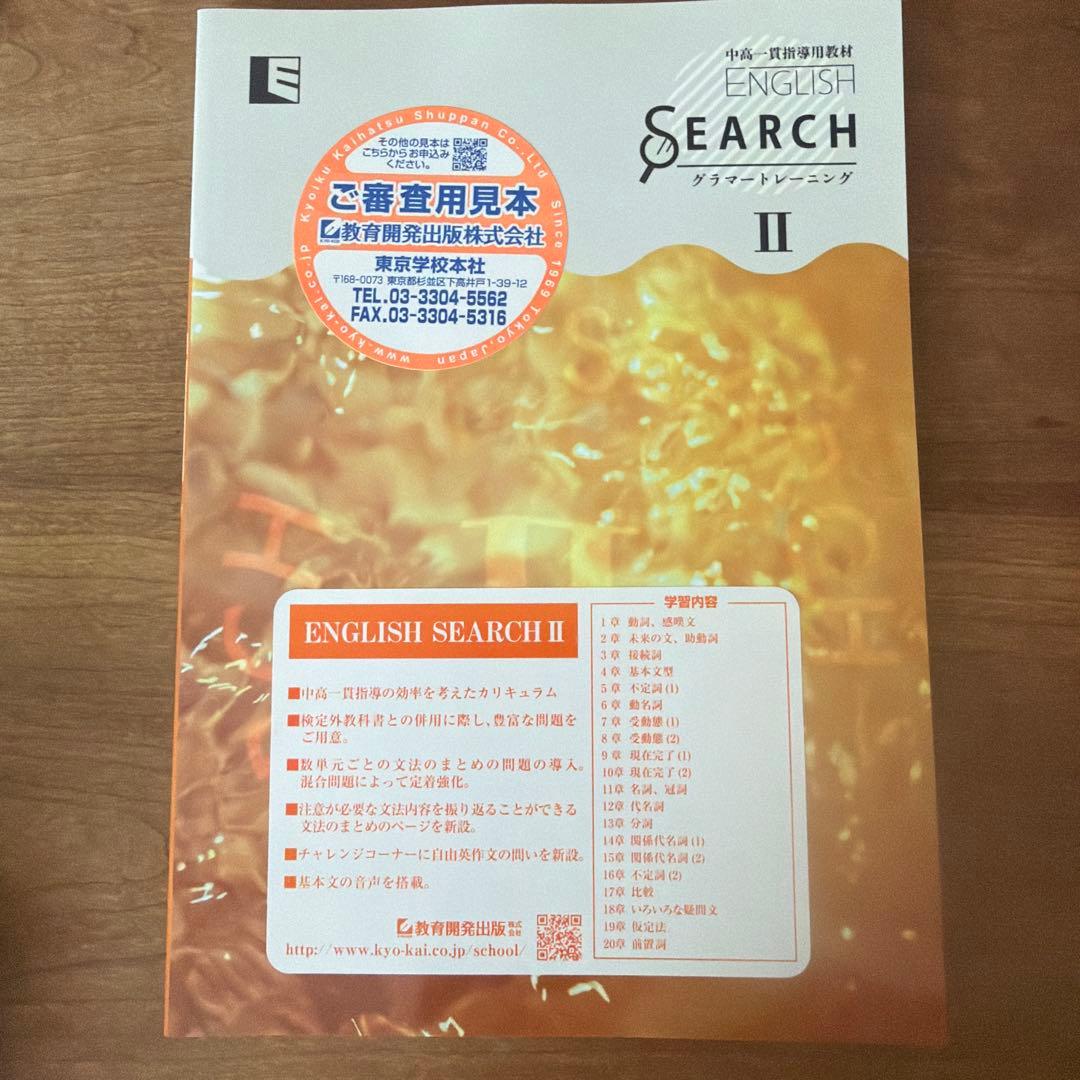 中高一貫指導用教材
ENGLISH
SEARCH
グラマートレーニング
II
Kyoiku Kaihatsu Shuppan Co.,Ltd Since 1969 Tokyo,Japan www.kyo-kai.co.jp
その他の見本は
こちらからお申込み
ください。
ご審査用見本
教育開発出版株式会社
東京学校本社
〒168-0073 東京都杉並区下高井戸1-39-12
TEL.03-3304-5562
FAX.03-3304-5316
ENGLISH SEARCH II
■中高一貫指導の効率を考えたカリキュラム
■検定外教科書との併用に際し、豊富な問題を
ご用意。
■数単元ごとの文法のまとめの問題の導入。
混合問題によって定着強化。
■注意が必要な文法内容を振り返ることができる
文法のまとめのページを新設。
■チャレンジコーナーに自由英作文の問いを新設。
■基本文の音声を搭載。
教育開発出版株式会社
http://www.kyo-kai.co.jp/school/
学習内容
1章 動詞、感嘆文
2章 未来の文、助動詞
3章 接続詞
4章 基本文型
5章 不定詞(1)
6章 動名詞
7章 受動態(1)
8章 受動態(2)
9章 現在完了(1)
10章 現在完了(2)
11章 名詞、冠詞
12章 代名詞
13章 分詞
14章 関係代名詞(1)
15章 関係代名詞(2)
16章 不定詞(2)
17章 比較
18章 いろいろな疑問文
19章 仮定法
20章 前置詞